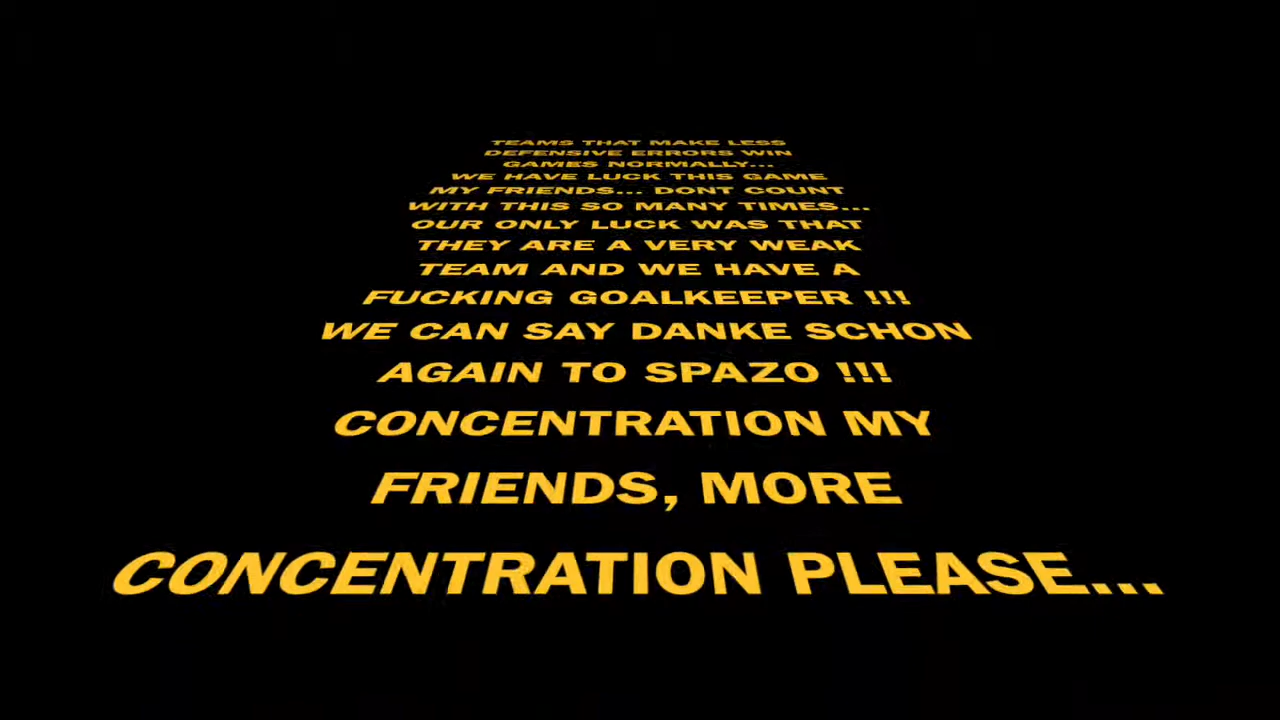 TEAMS THAT MAKE LESS
DEFENSIVE ERRORS WIN
GAMES NORMALLY...
WE HAVE LUCK THIS GAME
MY FRIENDS... DONT COUNT
WITH THIS SO MANY TIMES...
OUR ONLY LUCK WAS THAT
THEY ARE A VERY WEAK
TEAM AND WE HAVE A
FUCKING GOALKEEPER !!!
WE CAN SAY DANKE SCHON
AGAIN TO SPAZO !!!
CONCENTRATION MY
FRIENDS, MORE
CONCENTRATION PLEASE...